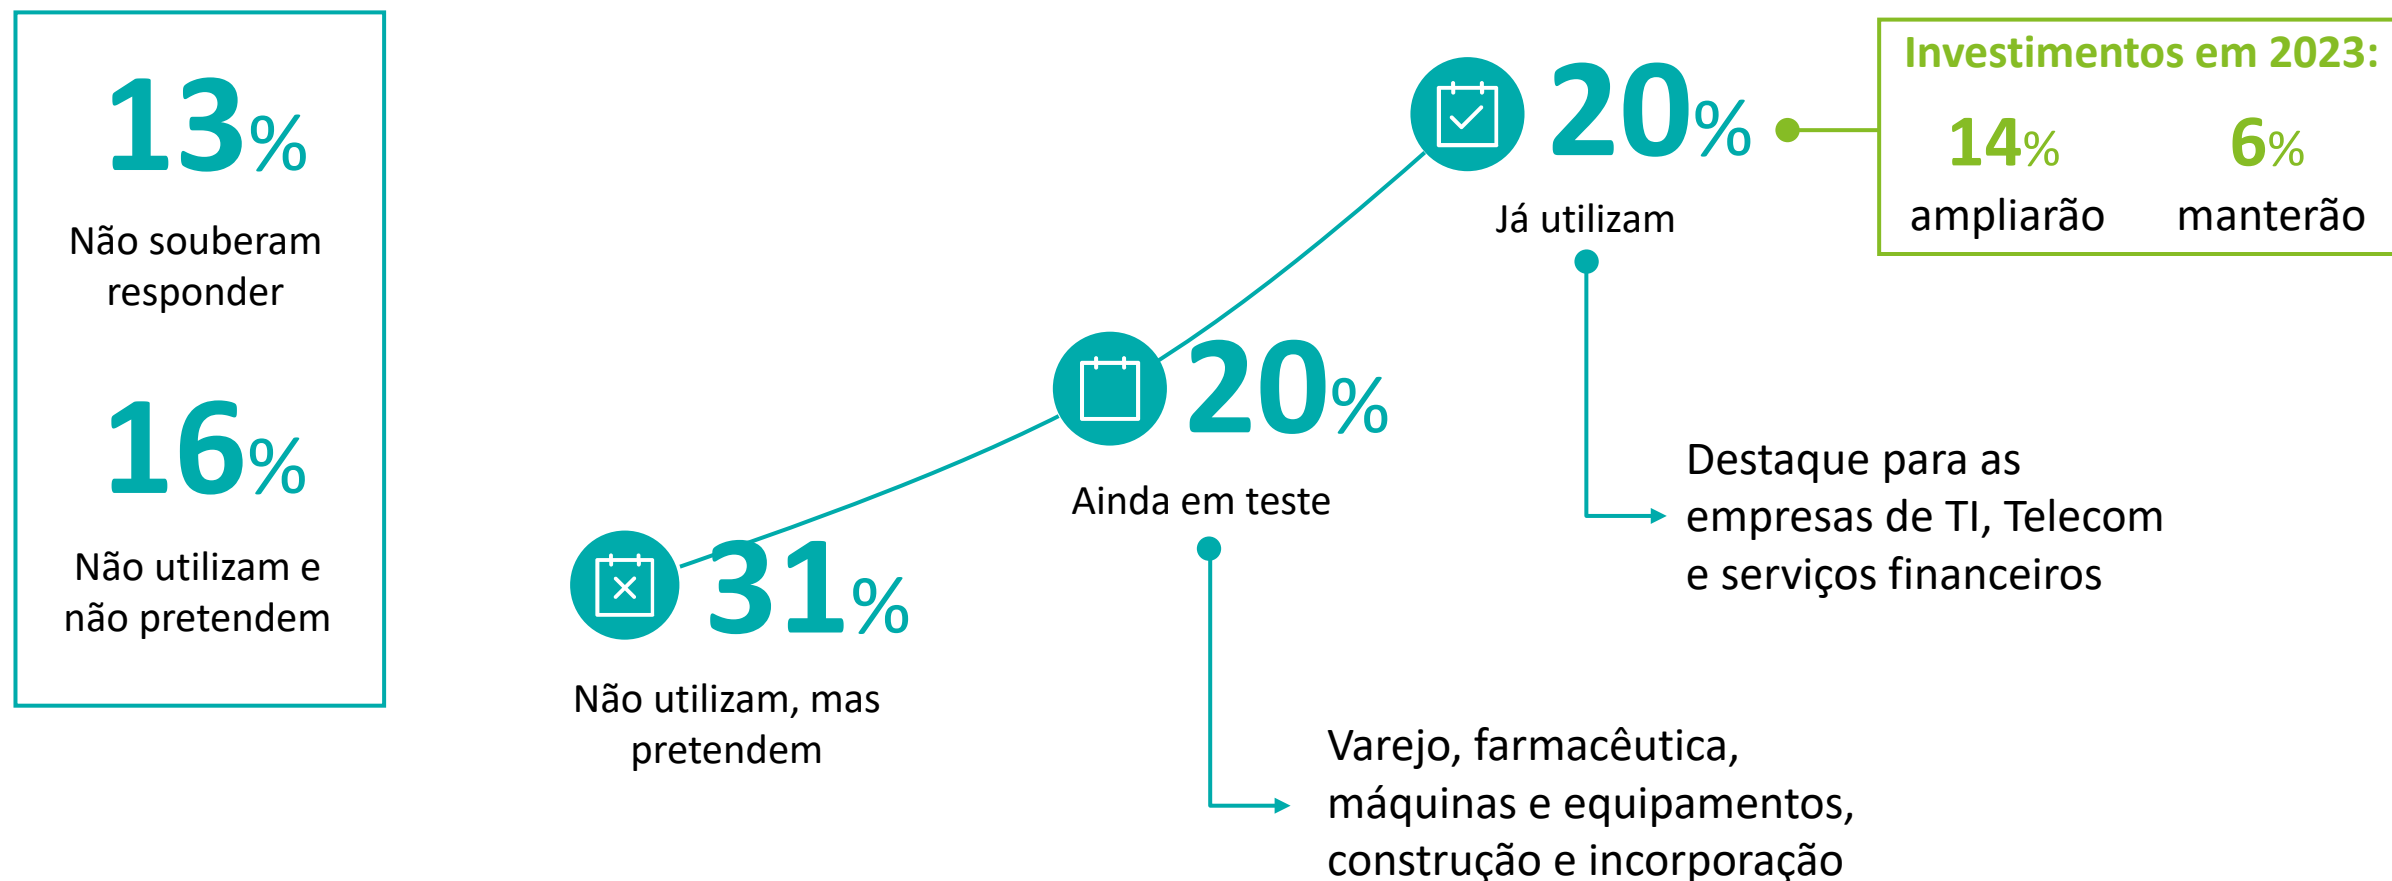 13%
Não souberam
responder
16%
Não utilizam e
não pretendem
31%
Não utilizam, mas
pretendem
20%
Ainda em teste
Varejo, farmacêutica,
máquinas e equipamentos,
construção e incorporação
20%
Já utilizam
Destaque para as
empresas de TI, Telecom
e serviços financeiros
Investimentos em 2023:
14% 6%
ampliarão manterão